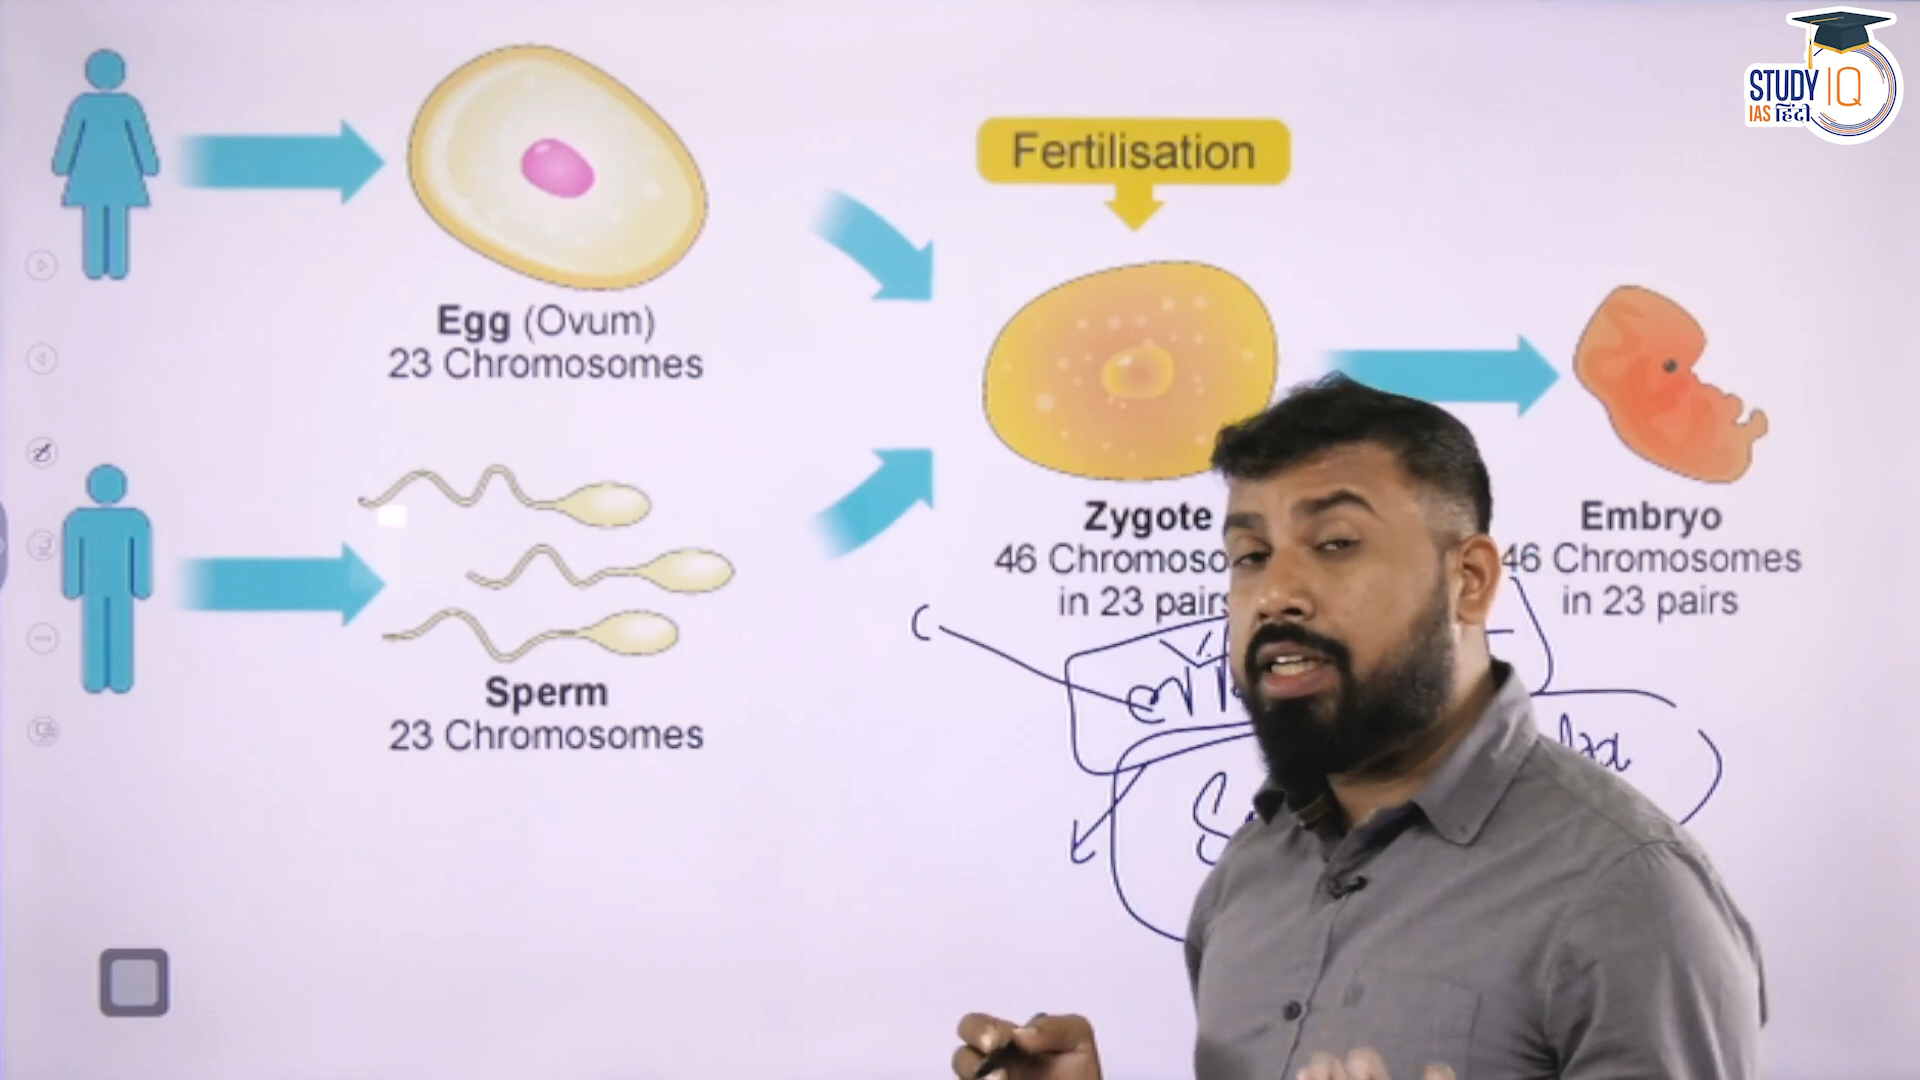 STUDY IQ
IAS हिंदी
Fertilisation
Egg (Ovum)
23 Chromosomes
Zygote
46 Chromoso
in 23 pairs
Embryo
46 Chromosomes
in 23 pairs
Sperm
23 Chromosomes